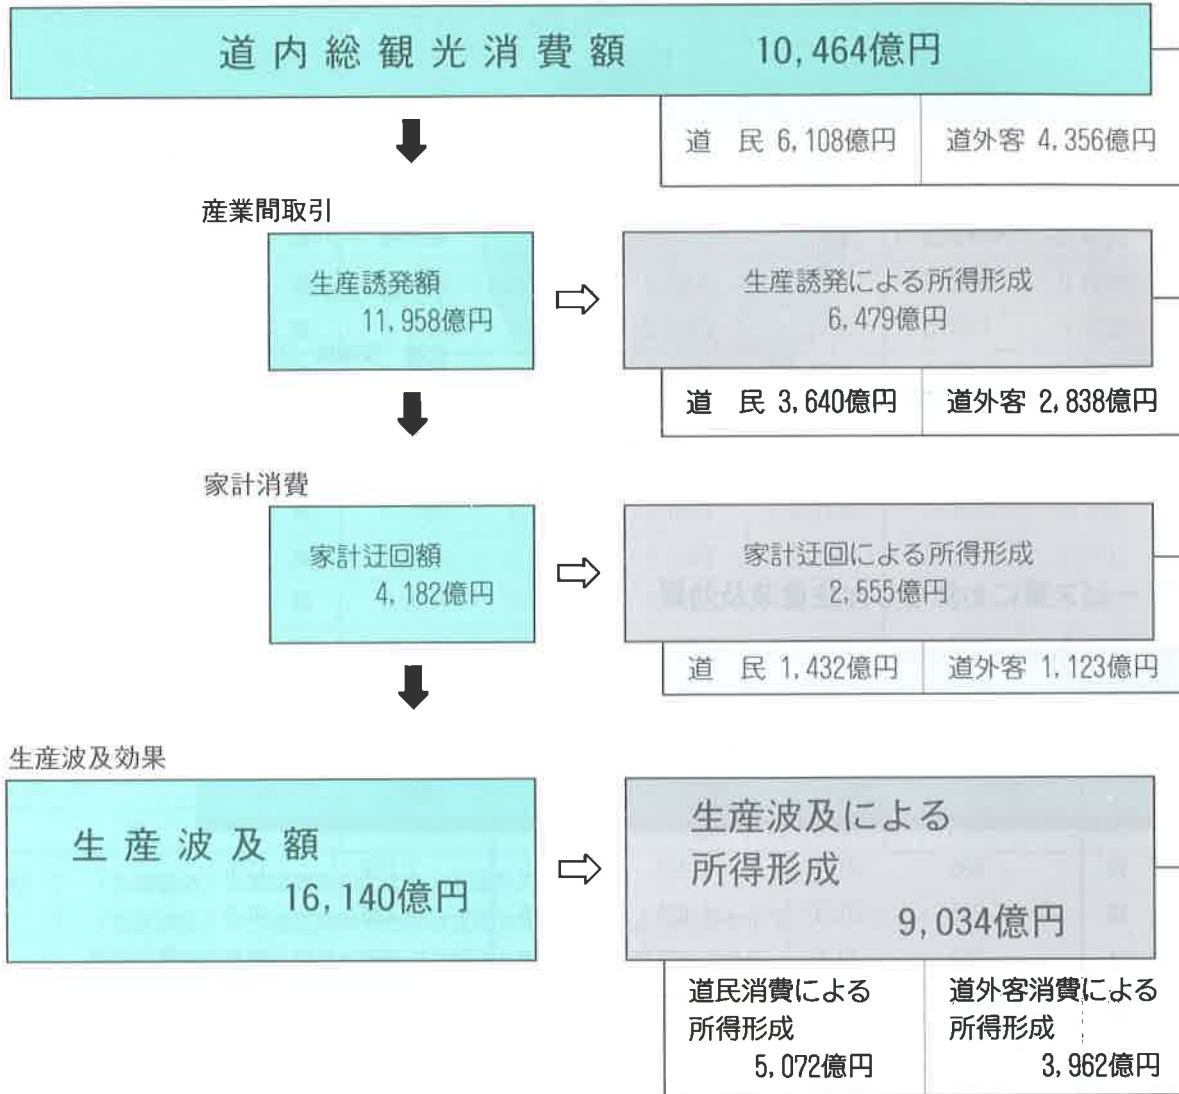 道内総観光消費額 10,464億円
道 民 6,108億円 道外客 4,356億円
産業間取引
生産誘発額
11,958億円
生産誘発による所得形成
6,479億円
道 民 3,640億円 道外客 2,838億円
家計消費
家計迂回額
4,182億円
家計迂回による所得形成
2,555億円
道 民 1,432億円 道外客 1,123億円
生産波及効果
生産波及額
16,140億円
生産波及による
所得形成
9,034億円
道民消費による
所得形成
5,072億円
道外客消費による
所得形成
3,962億円